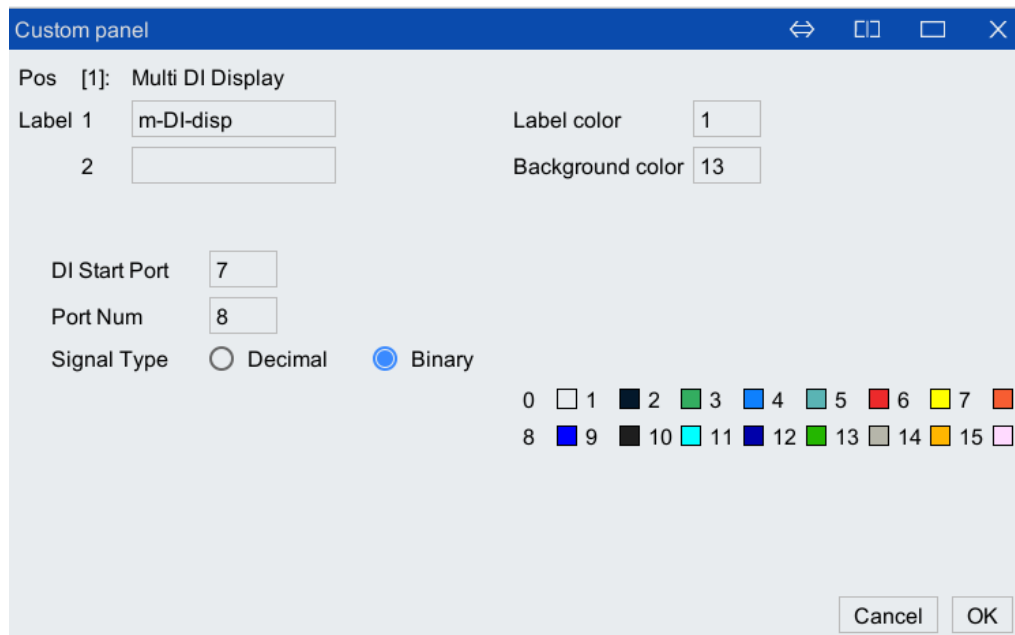 Custom panel
Pos [1]: Multi DI Display
Label 1 m-DI-disp Label color 1
2 Background color 13
DI Start Port 7
Port Num 8
Signal Type Decimal Binary
0 1 2 3 4 5 6 7
8 9 10 11 12 13 14 15
Cancel OK